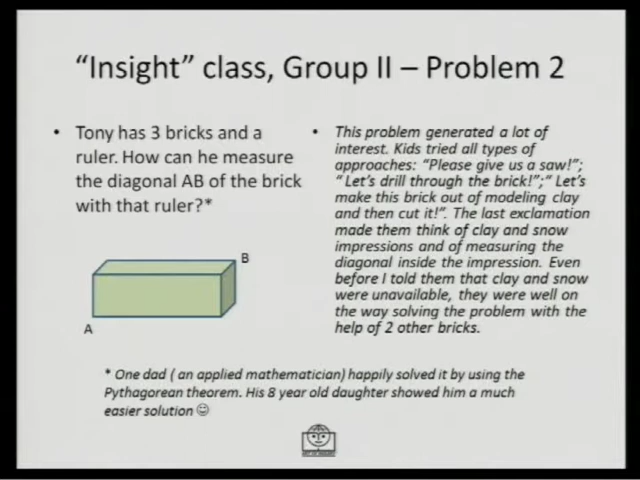 “Insight” class, Group II – Problem 2
• Tony has 3 bricks and a
ruler. How can he measure
the diagonal AB of the brick
with that ruler?*
B
A
• This problem generated a lot of
interest. Kids tried all types of
approaches: “Please give us a saw!”;
“ Let’s drill through the brick!”;“ Let’s
make this brick out of modeling clay
and then cut it!”. The last exclamation
made them think of clay and snow
impressions and of measuring the
diagonal inside the impression. Even
before I told them that clay and snow
were unavailable, they were well on
the way solving the problem with the
help of 2 other bricks.
* One dad ( an applied mathematician) happily solved it by using the
Pythagorean theorem. His 8 year old daughter showed him a much
easier solution ☺